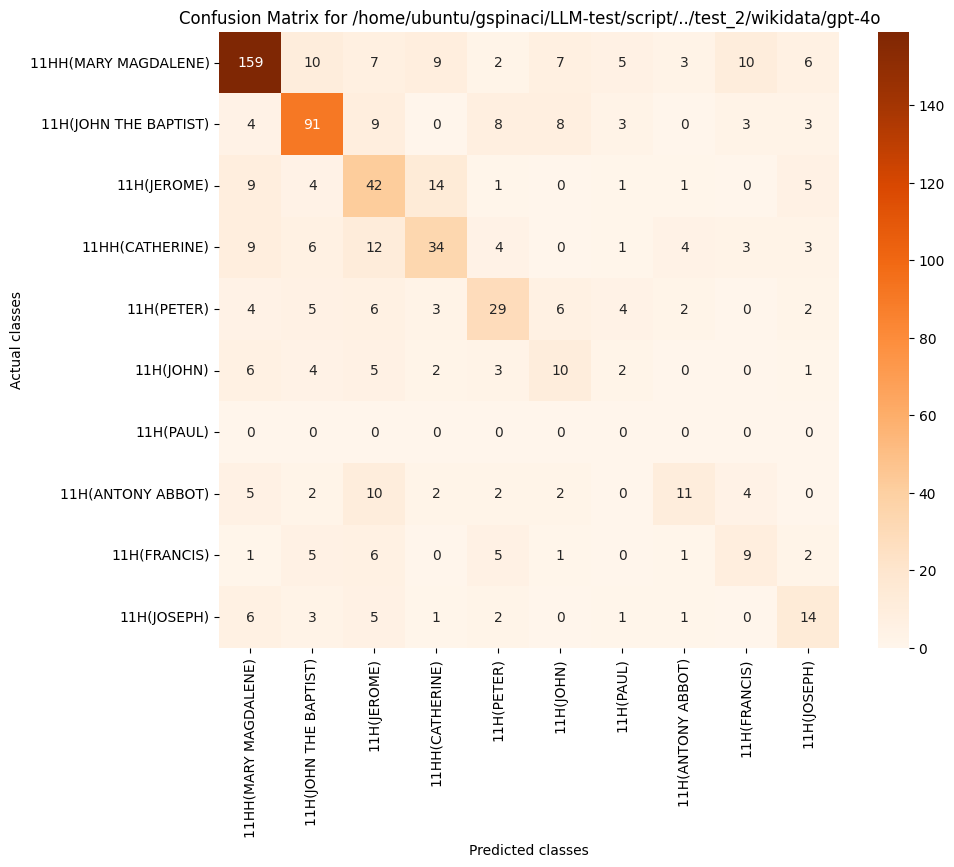 Confusion Matrix for /home/ubuntu/gspinaci/LLM-test/script/../test_2/wikidata/gpt-4o
11HH(MARY MAGDALENE) 159 10 7 9 2 7 5 3 10 6
11H(JOHN THE BAPTIST) 4 91 9 0 8 8 3 0 3 3
11H(JEROME) 9 4 42 14 1 0 1 1 0 5
11HH(CATHERINE) 9 6 12 34 4 0 1 4 3 3
11H(PETER) 4 5 6 3 29 6 4 2 0 2
11H(JOHN) 6 4 5 2 3 10 2 0 0 1
11H(PAUL) 0 0 0 0 0 0 0 0 0 0
11H(ANTONY ABBOT) 5 2 10 2 2 2 0 11 4 0
11H(FRANCIS) 1 5 6 0 5 1 0 1 9 2
11H(JOSEPH) 6 3 5 1 2 0 1 1 0 14
Actual classes
11HH(MARY MAGDALENE)
11H(JOHN THE BAPTIST)
11H(JEROME)
11HH(CATHERINE)
11H(PETER)
11H(JOHN)
11H(PAUL)
11H(ANTONY ABBOT)
11H(FRANCIS)
11H(JOSEPH)
Predicted classes
140
120
100
80
60
40
20
0